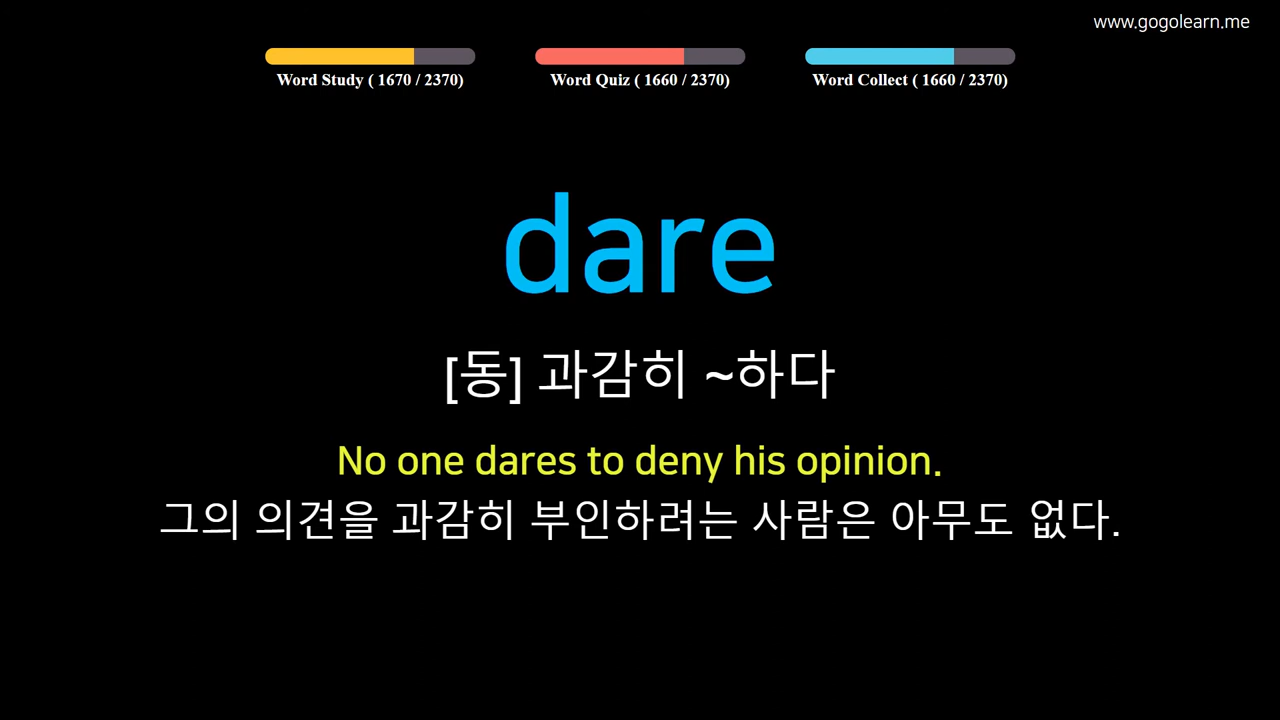 www.gogolearn.me
Word Study ( 1670 / 2370)
Word Quiz ( 1660 / 2370)
Word Collect ( 1660 / 2370)
dare
[동] 과감히 ~하다
No one dares to deny his opinion.
그의 의견을 과감히 부인하려는 사람은 아무도 없다.